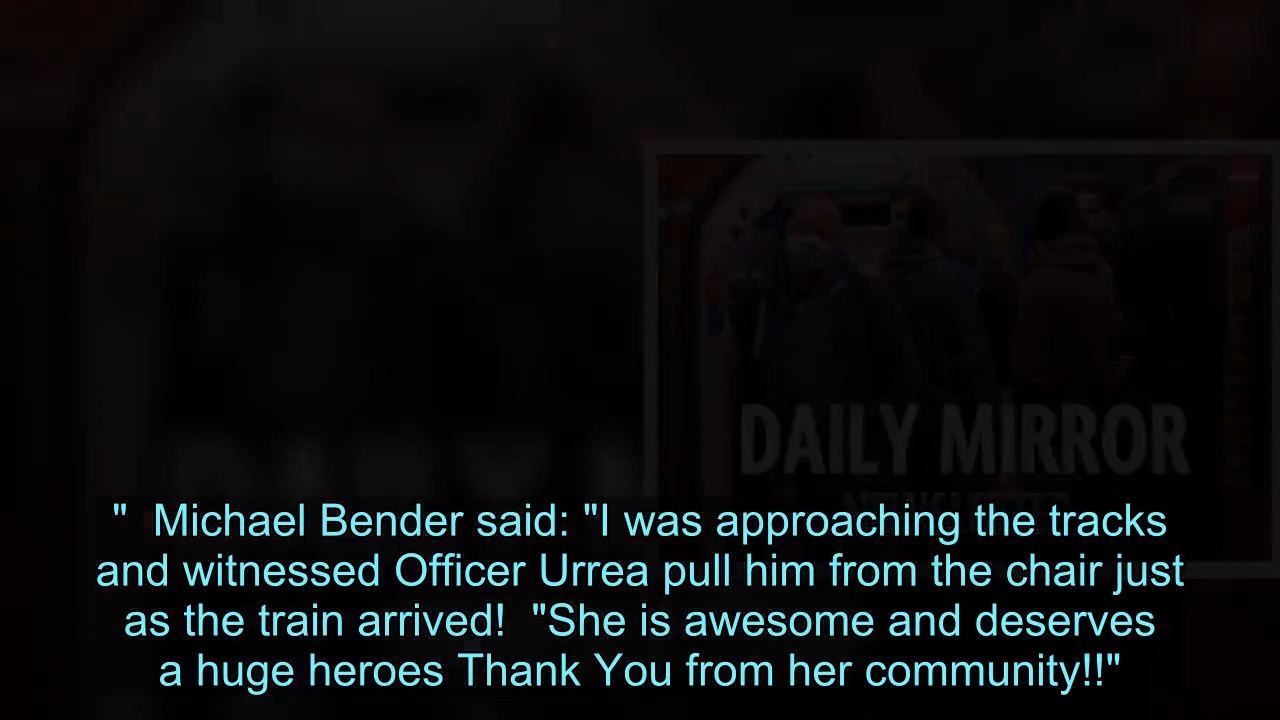 DAILY MIRROR
NEWSLETTER
"  Michael Bender said: "I was approaching the tracks
and witnessed Officer Urrea pull him from the chair just
as the train arrived!  "She is awesome and deserves
a huge heroes Thank You from her community!!"